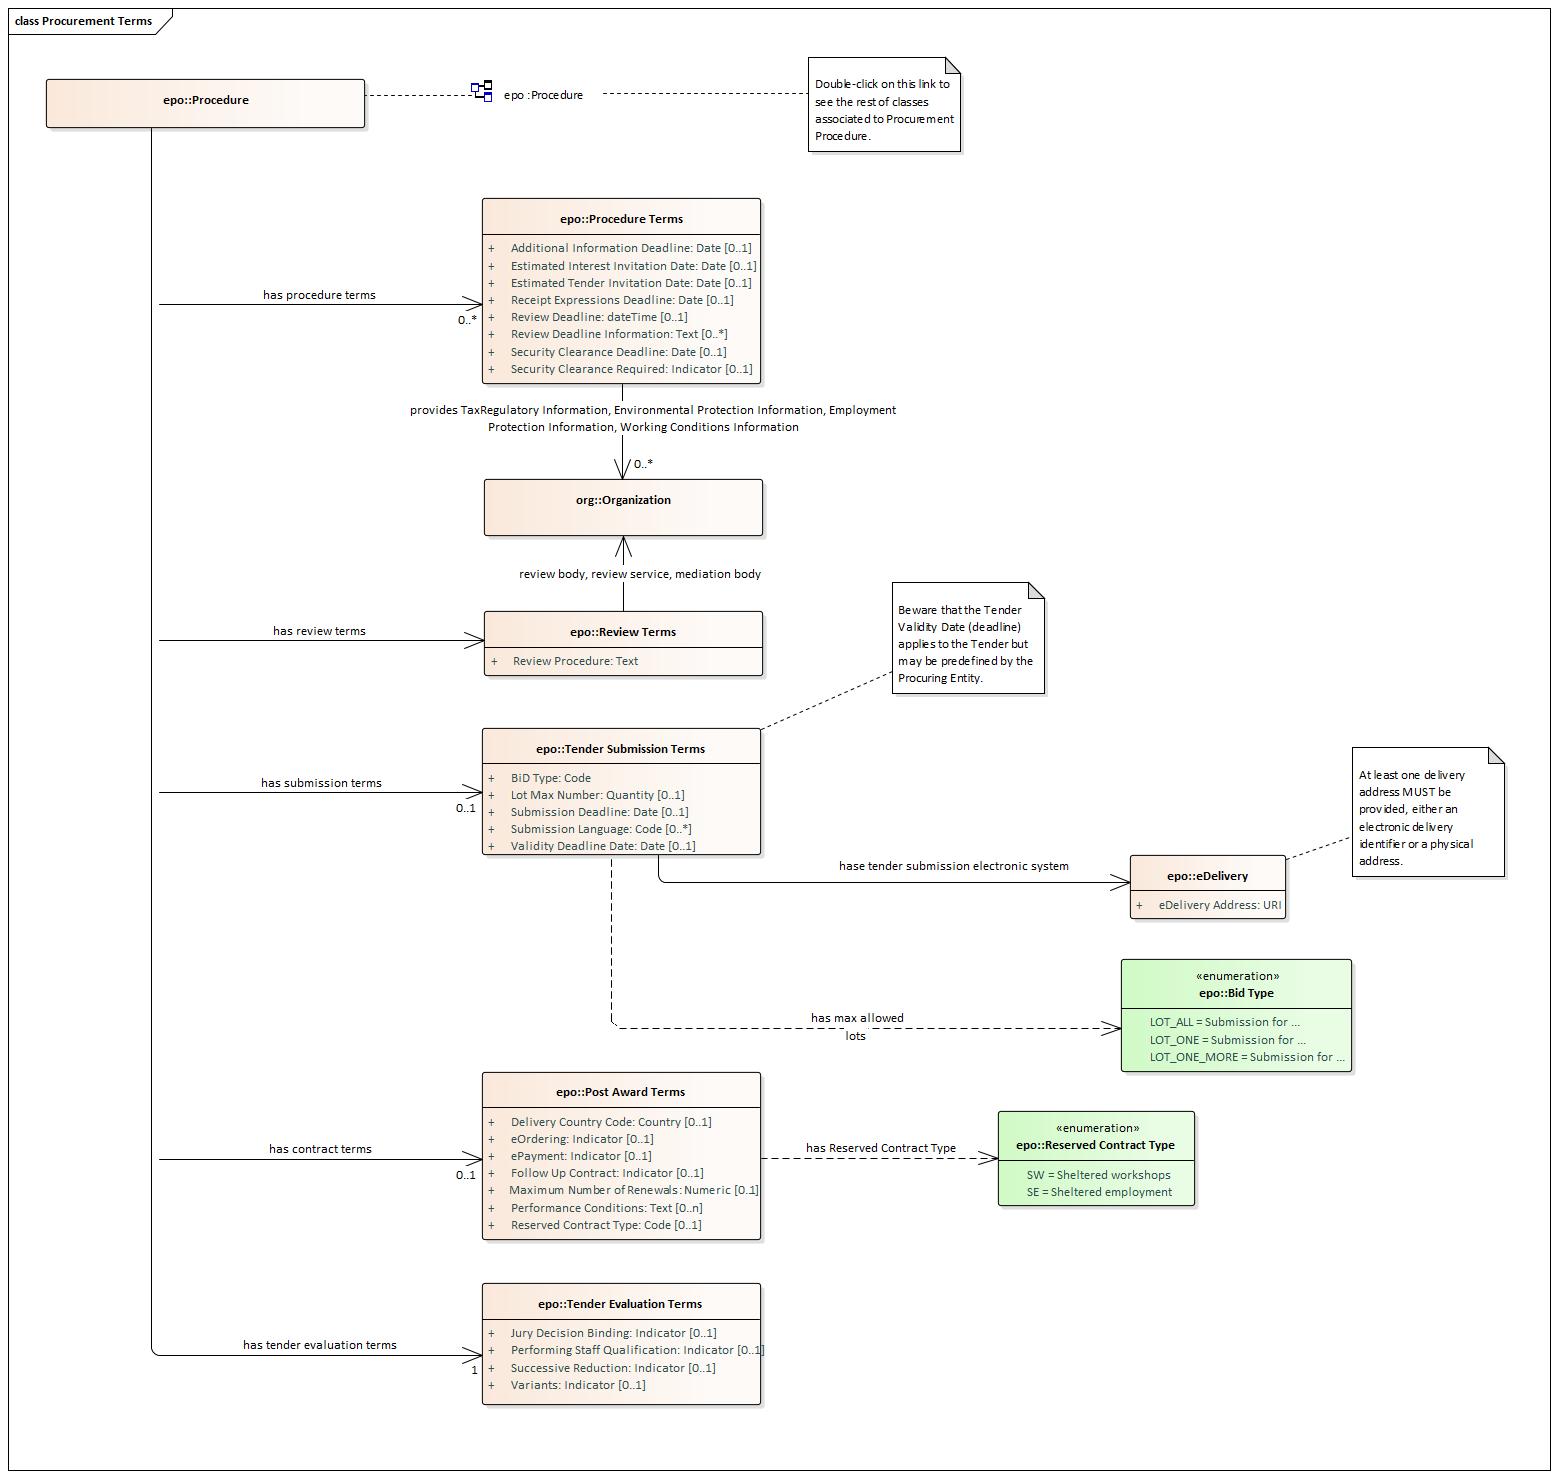 class Procurement Terms
epo::Procedure
epo :Procedure
Double-click on this link to
see the rest of classes
associated to Procurement
Procedure.
epo::Procedure Terms
+ Additional Information Deadline: Date [0..1]
+ Estimated Interest Invitation Date: Date [0..1]
+ Estimated Tender Invitation Date: Date [0..1]
+ Receipt Expressions Deadline: Date [0..1]
+ Review Deadline: dateTime [0..1]
+ Review Deadline Information: Text [0..*]
+ Security Clearance Deadline: Date [0..1]
+ Security Clearance Required: Indicator [0..1]
has procedure terms
0..*
provides TaxRegulatory Information, Environmental Protection Information, Employment
Protection Information, Working Conditions Information
0..*
org::Organization
review body, review service, mediation body
has review terms
epo::Review Terms
+ Review Procedure: Text
Beware that the Tender
Validity Date (deadline)
applies to the Tender but
may be predefined by the
Procuring Entity.
has submission terms
0..1
epo::Tender Submission Terms
+ BiD Type: Code
+ Lot Max Number: Quantity [0..1]
+ Submission Deadline: Date [0..1]
+ Submission Language: Code [0..*]
+ Validity Deadline Date: Date [0..1]
At least one delivery
address MUST be
provided, either an
electronic delivery
identifier or a physical
address.
hase tender submission electronic system
epo::eDelivery
+ eDelivery Address: URI
«enumeration»
epo::Bid Type
LOT_ALL = Submission for ...
LOT_ONE = Submission for ...
LOT_ONE_MORE = Submission for ...
has max allowed
lots
has contract terms
0..1
epo::Post Award Terms
+ Delivery Country Code: Country [0..1]
+ eOrdering: Indicator [0..1]
+ ePayment: Indicator [0..1]
+ Follow Up Contract: Indicator [0..1]
+ Maximum Number of Renewals: Numeric [0.1]
+ Performance Conditions: Text [0..n]
+ Reserved Contract Type: Code [0..1]
has Reserved Contract Type
«enumeration»
epo::Reserved Contract Type
SW = Sheltered workshops
SE = Sheltered employment
has tender evaluation terms
1
epo::Tender Evaluation Terms
+ Jury Decision Binding: Indicator [0..1]
+ Performing Staff Qualification: Indicator [0..1]
+ Successive Reduction: Indicator [0..1]
+ Variants: Indicator [0..1]